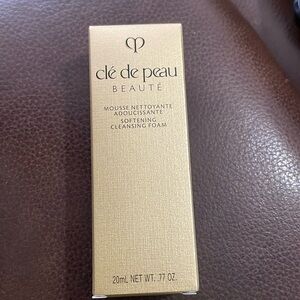 clé de peau
BEAUTÉ
MOUSSE NETTOYANTE
ADOUCISSANTE
SOFTENING
CLEANSING FOAM
20mL NET WT. .77 OZ.